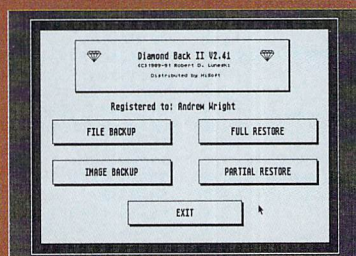 Diamond Back II V2.41
(C)1989-91 Robert D. Luneski
Distributed by HiSoft
Registered to: Andrew Wright
FILE BACKUP
FULL RESTORE
IMAGE BACKUP
PARTIAL RESTORE
EXIT